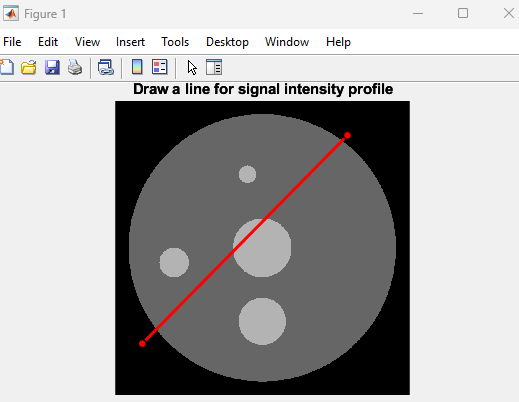 Figure 1
File Edit View Insert Tools Desktop Window Help
Draw a line for signal intensity profile